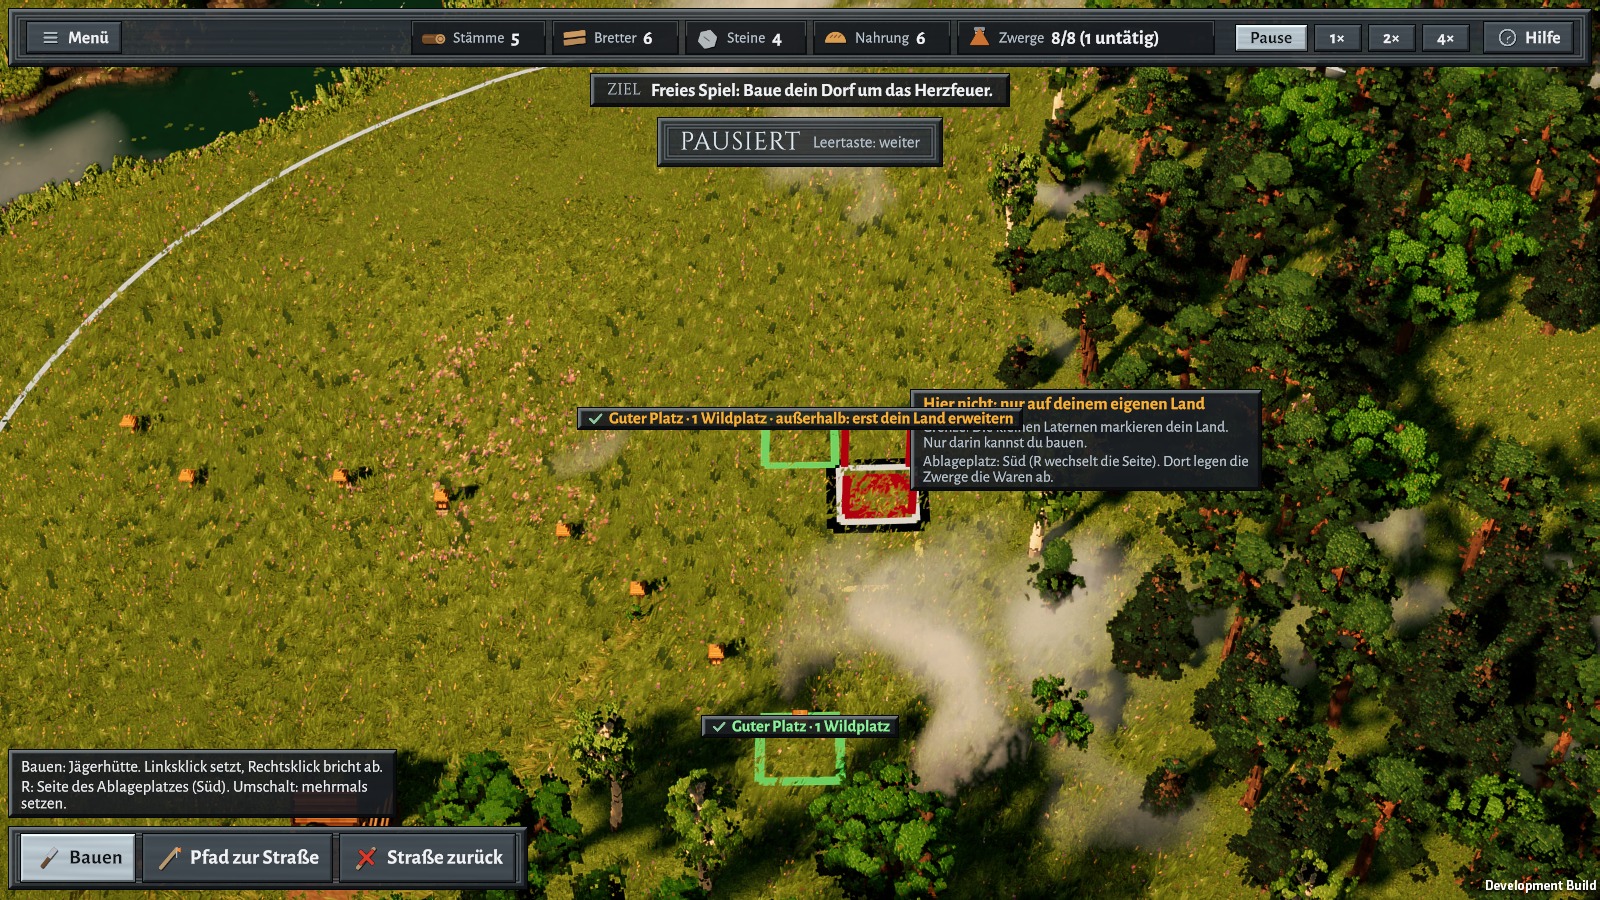 Menü
Stämme 5
Bretter 6
Steine 4
Nahrung 6
Zwerge 8/8 (1 untätig)
Pause
1×
2×
4×
Hilfe
ZIEL Freies Spiel: Baue dein Dorf um das Herzfeuer.
PAUSIERT Leertaste: weiter
Hier nicht: nur auf deinem eigenen Land
Guter Platz · 1 Wildplatz · außerhalb: erst dein Land erweitern
Laternen markieren dein Land.
Nur darin kannst du bauen.
Ablageplatz: Süd (R wechselt die Seite). Dort legen die
Zwerge die Waren ab.
Guter Platz · 1 Wildplatz
Bauen: Jägerhütte. Linksklick setzt, Rechtsklick bricht ab.
R: Seite des Ablageplatzes (Süd). Umschalt: mehrmals
setzen.
Bauen
Pfad zur Straße
Straße zurück
Development Build